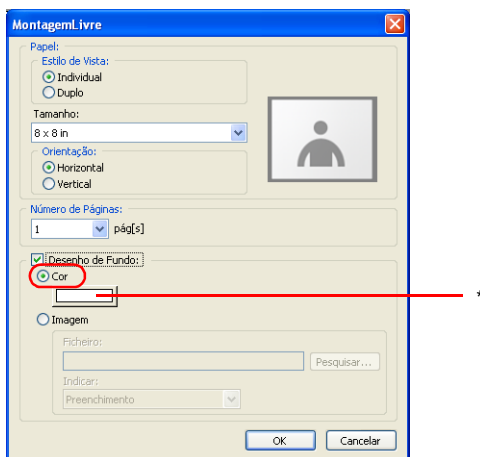 MontagemLivre
Papel:
Estilo de Vista:
Individual
Duplo
Tamanho:
8 x 8 in
Orientação:
Horizontal
Vertical
Número de Páginas:
1 pág[s]
Desenho de Fundo:
Cor
*
Imagem
Ficheiro:
Pesquisar...
Indicar:
Preenchimento
OK Cancelar